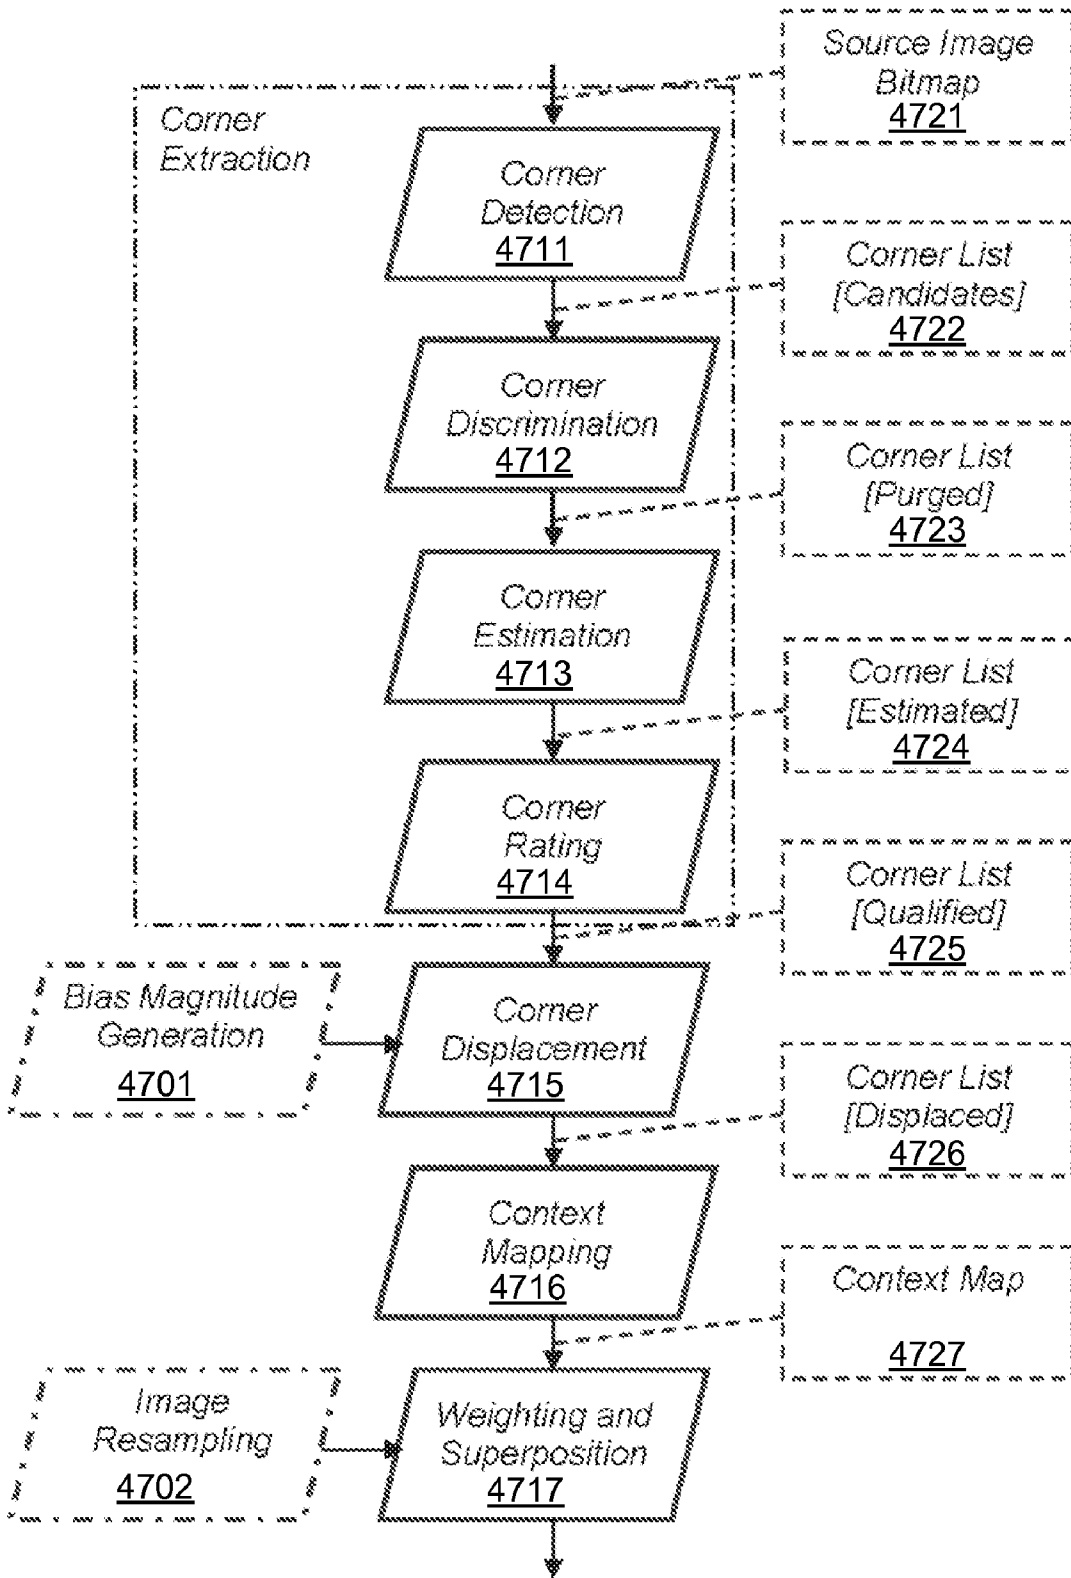 Source Image
Bitmap
4721
Corner
Extraction
Corner
Detection
4711
Corner List
[Candidates]
4722
Corner
Discrimination
4712
Corner List
[Purged]
4723
Corner
Estimation
4713
Corner List
[Estimated]
4724
Corner
Rating
4714
Corner List
[Qualified]
4725
Bias Magnitude
Generation
4701
Corner
Displacement
4715
Corner List
[Displaced]
4726
Context
Mapping
4716
Context Map
4727
Image
Resampling
4702
Weighting and
Superposition
4717